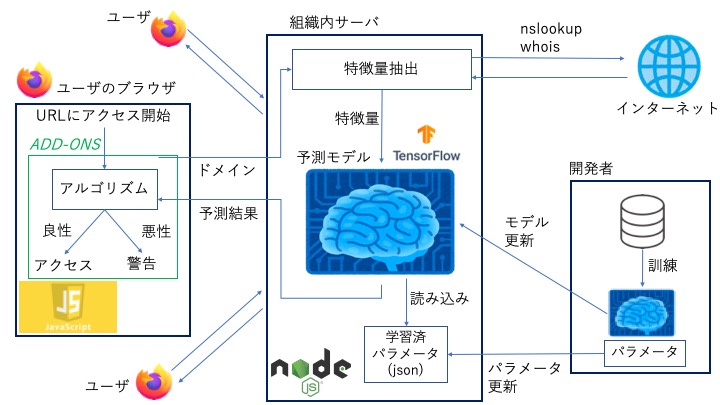 ユーザ
組織内サーバ
nslookup
whois
特徴量抽出
インターネット
ユーザのブラウザ
URLにアクセス開始
ADD-ONS
アルゴリズム
良性
悪性
アクセス
警告
JS
JavaScript
ドメイン
予測結果
特徴量
予測モデル
TensorFlow
読み込み
学習済
パラメータ
(json)
node
JS
モデル
更新
パラメータ
更新
開発者
訓練
パラメータ
ユーザ